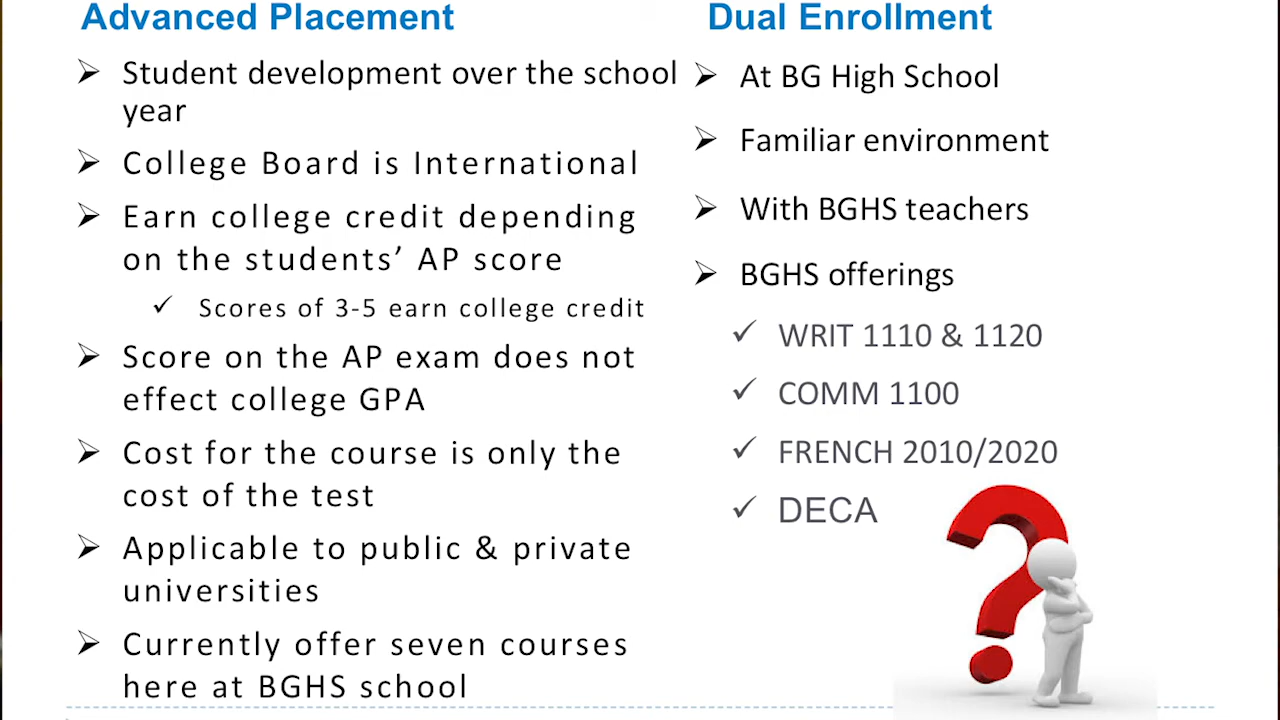 Advanced Placement
Student development over the school
year
College Board is International
Earn college credit depending
on the students’ AP score
Scores of 3-5 earn college credit
Score on the AP exam does not
effect college GPA
Cost for the course is only the
cost of the test
Applicable to public & private
universities
Currently offer seven courses
here at BGHS school
Dual Enrollment
At BG High School
Familiar environment
With BGHS teachers
BGHS offerings
WRIT 1110 & 1120
COMM 1100
FRENCH 2010/2020
DECA